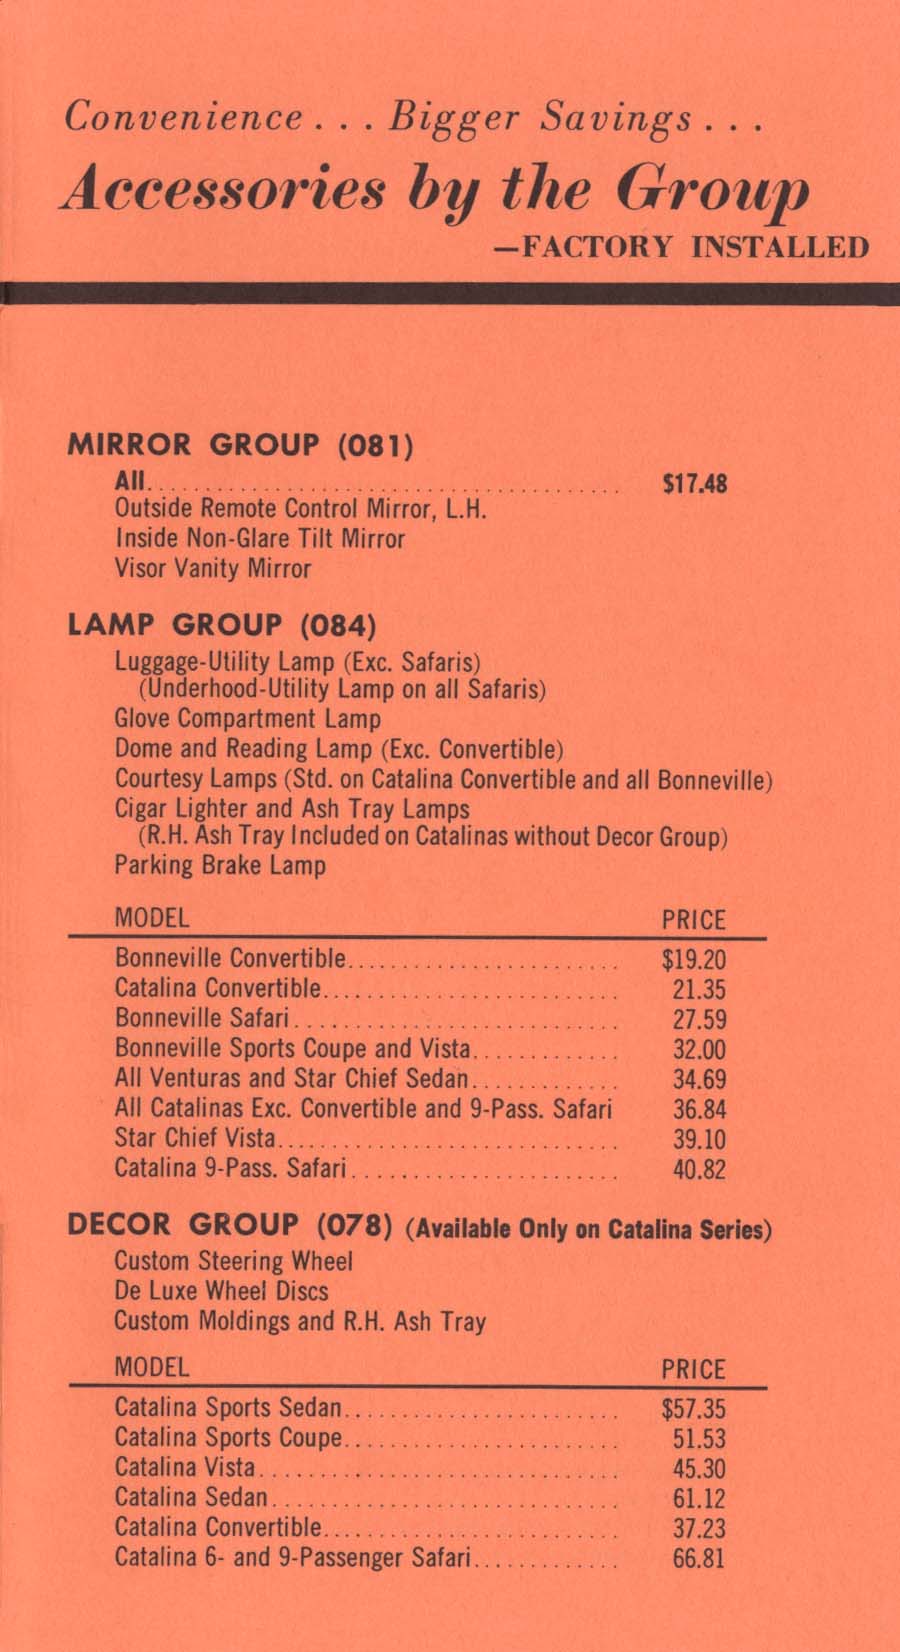 Convenience . . . Bigger Savings . . .
Accessories by the Group
—FACTORY INSTALLED
MIRROR GROUP (081)
All........................................ $17.48
Outside Remote Control Mirror, L.H.
Inside Non-Glare Tilt Mirror
Visor Vanity Mirror
LAMP GROUP (084)
Luggage-Utility Lamp (Exc. Safaris)
(Underhood-Utility Lamp on all Safaris)
Glove Compartment Lamp
Dome and Reading Lamp (Exc. Convertible)
Courtesy Lamps (Std. on Catalina Convertible and all Bonneville)
Cigar Lighter and Ash Tray Lamps
(R.H. Ash Tray Included on Catalinas without Decor Group)
Parking Brake Lamp
MODEL PRICE
Bonneville Convertible........................ $19.20
Catalina Convertible.......................... 21.35
Bonneville Safari............................. 27.59
Bonneville Sports Coupe and Vista............. 32.00
All Venturas and Star Chief Sedan............. 34.69
All Catalinas Exc. Convertible and 9-Pass. Safari 36.84
Star Chief Vista.............................. 39.10
Catalina 9-Pass. Safari....................... 40.82
DECOR GROUP (078) (Available Only on Catalina Series)
Custom Steering Wheel
De Luxe Wheel Discs
Custom Moldings and R.H. Ash Tray
MODEL PRICE
Catalina Sports Sedan......................... $57.35
Catalina Sports Coupe......................... 51.53
Catalina Vista................................ 45.30
Catalina Sedan................................ 61.12
Catalina Convertible.......................... 37.23
Catalina 6- and 9-Passenger Safari............ 66.81